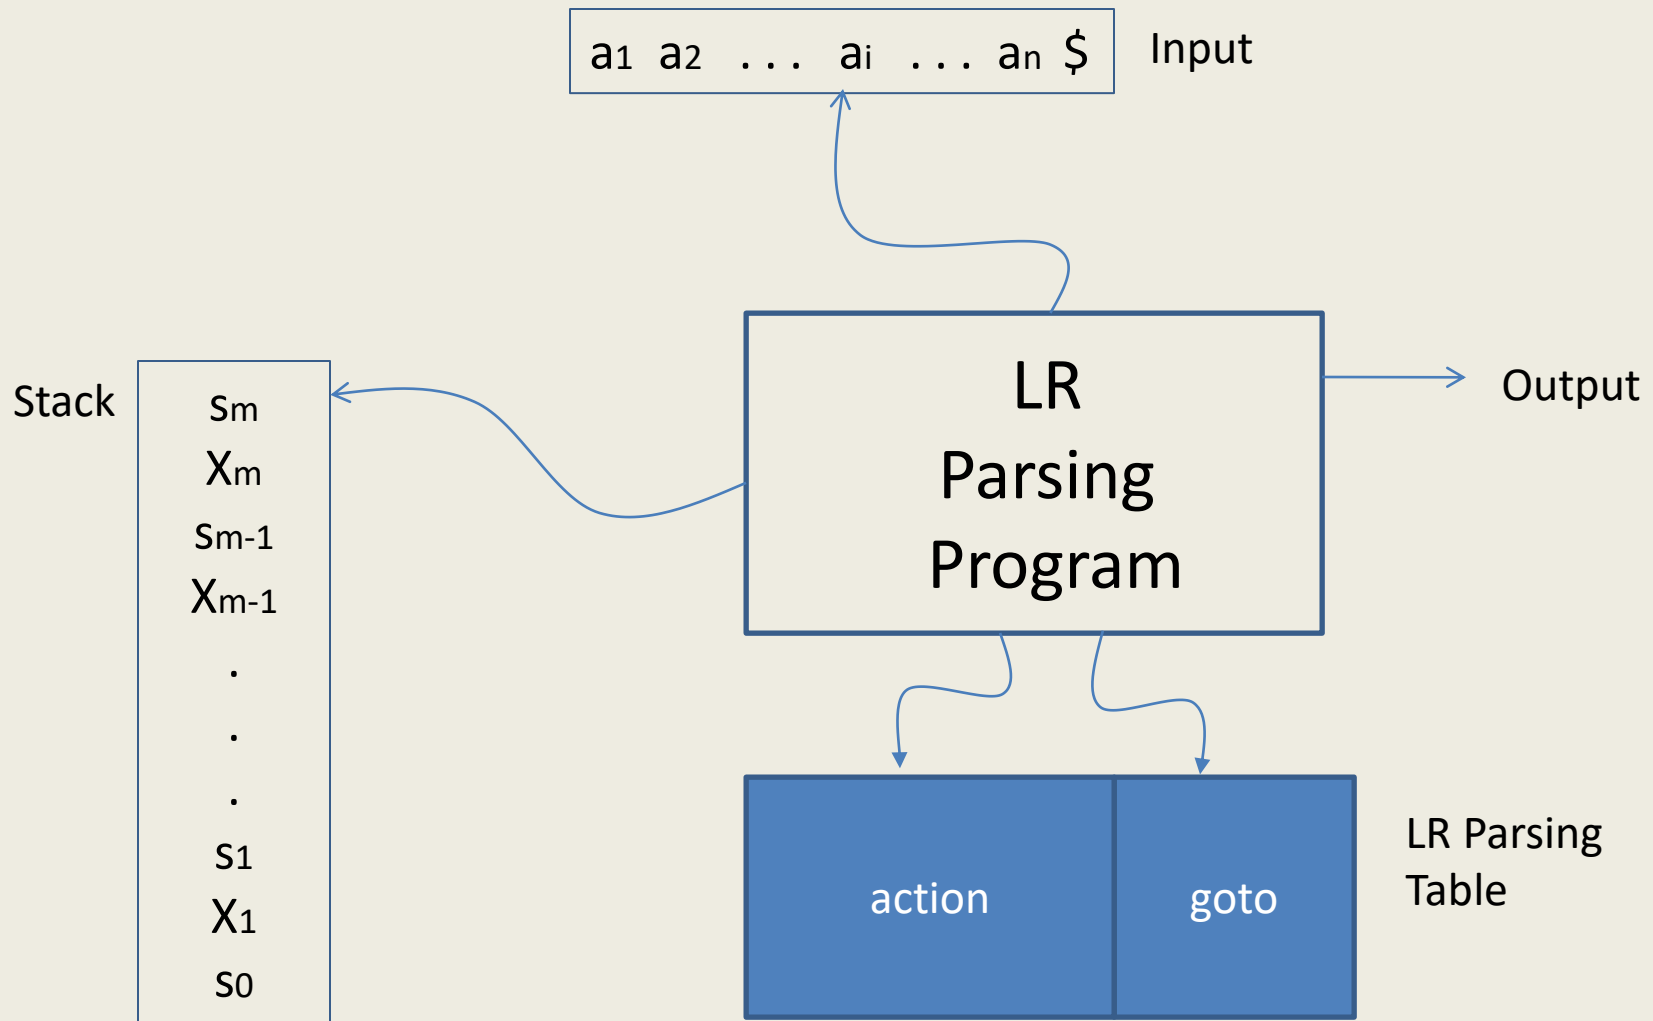 a1 a2 ... ai ... an $
Input
LR
Parsing
Program
Output
Stack
sm
Xm
sm-1
Xm-1
.
.
.
s1
X1
s0
action
goto
LR Parsing
Table